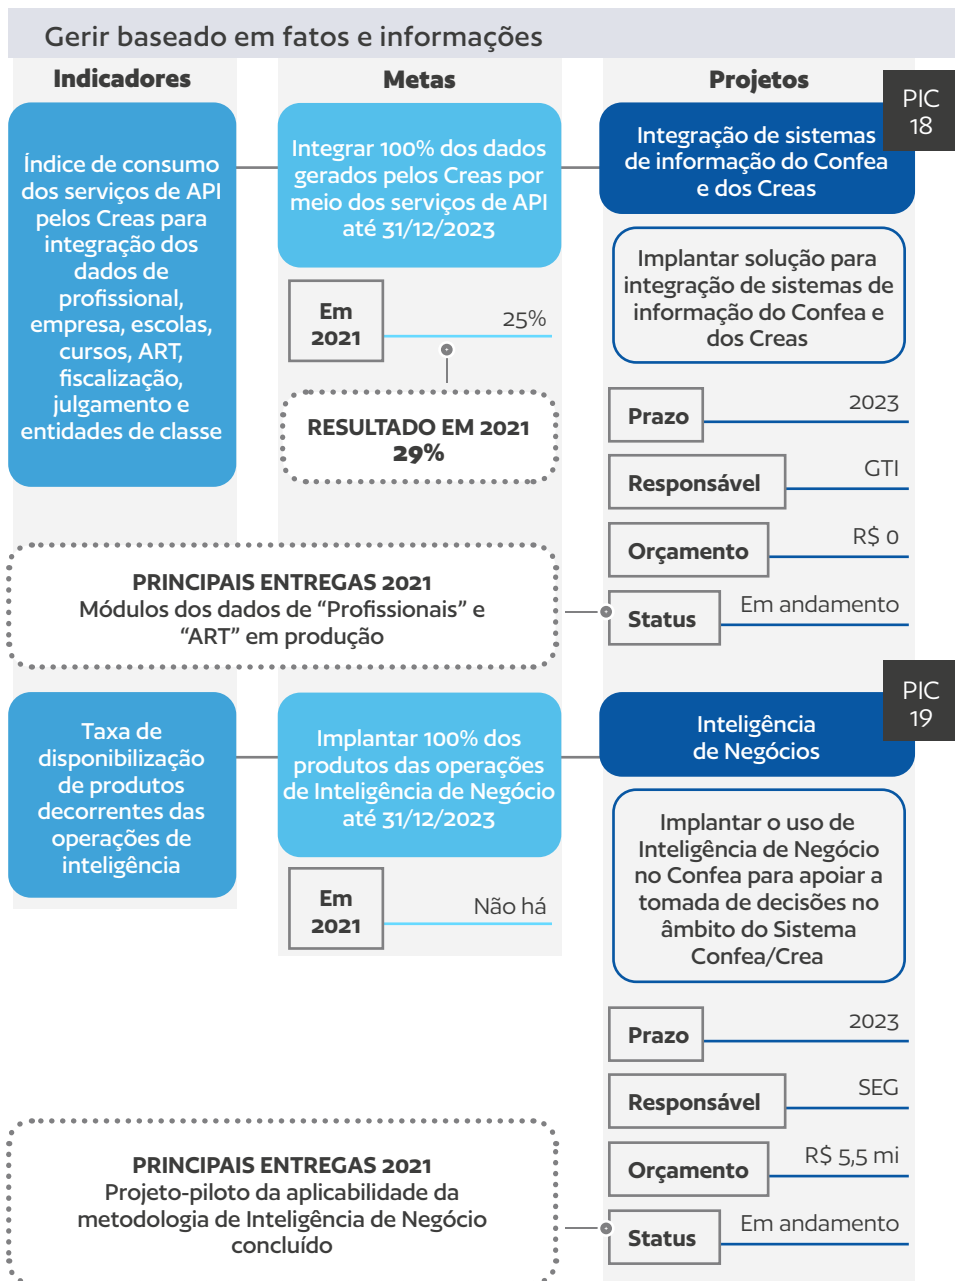 Gerir baseado em fatos e informações
Indicadores
Metas
Projetos
PIC
18
Índice de consumo
dos serviços de API
pelos Creas para
integração dos
dados de
profissional,
empresa, escolas,
cursos, ART,
fiscalização,
julgamento e
entidades de classe
Integrar 100% dos dados
gerados pelos Creas por
meio dos serviços de API
até 31/12/2023
Em
2021
25%
RESULTADO EM 2021
29%
Integração de sistemas
de informação do Confea
e dos Creas
Implantar solução para
integração de sistemas de
informação do Confea e
dos Creas
Prazo
2023
Responsável
GTI
Orçamento
R$ 0
Status
Em andamento
PRINCIPAIS ENTREGAS 2021
Módulos dos dados de “Profissionais” e
“ART” em produção
PIC
19
Taxa de
disponibilização
de produtos
decorrentes das
operações de
inteligência
Implantar 100% dos
produtos das operações
de Inteligência de Negócio
até 31/12/2023
Em
2021
Não há
Inteligência
de Negócios
Implantar o uso de
Inteligência de Negócio
no Confea para apoiar a
tomada de decisões no
âmbito do Sistema
Confea/Crea
Prazo
2023
Responsável
SEG
Orçamento
R$ 5,5 mi
Status
Em andamento
PRINCIPAIS ENTREGAS 2021
Projeto-piloto da aplicabilidade da
metodologia de Inteligência de Negócio
concluído